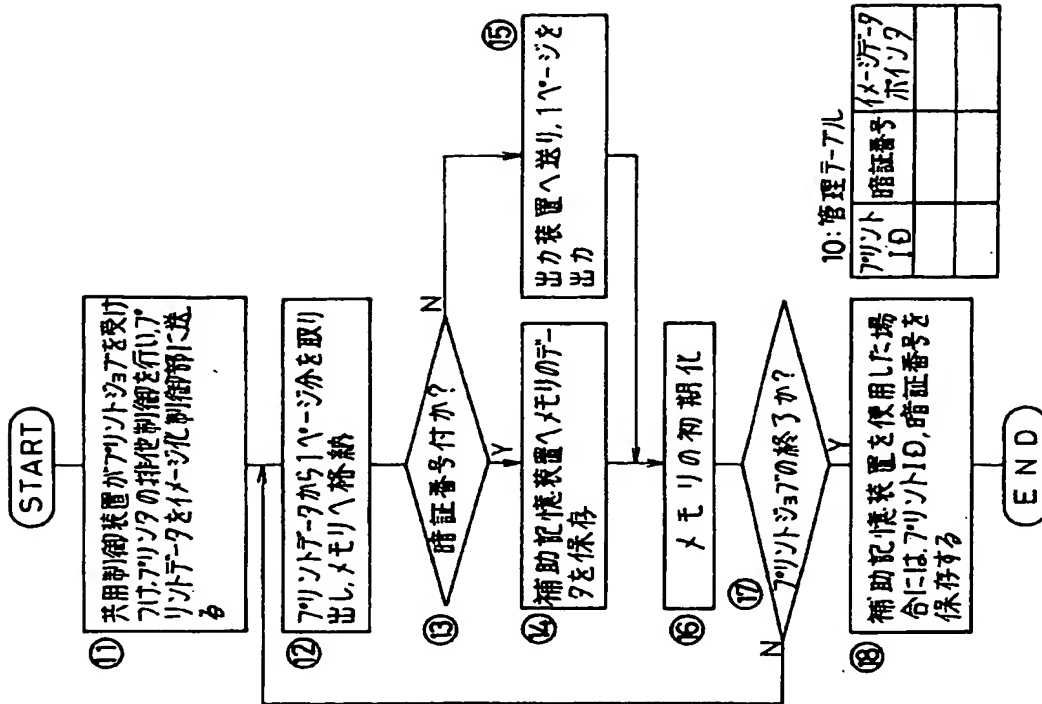 START
⑪
共用制御装置がプリントジョブを受け
つけ,プリンタの排他制御を行い,プ
リントデータをイメージ化制御部に送
る
⑫
プリントデータから1ページ分を取り
出し,メモリへ格納
⑬
暗証番号付か?
N
Y
⑭
補助記憶装置へメモリのデー
タを保存
⑮
出力装置へ送り,1ページを
出力
⑯
メモリの初期化
⑰
プリントジョブの終了か?
N
Y
⑱
補助記憶装置を使用した場
合には,プリントID,暗証番号を
保存する
END
10:管理テーブル
プリント
ID
暗証番号
イメージデータ
ポインタ